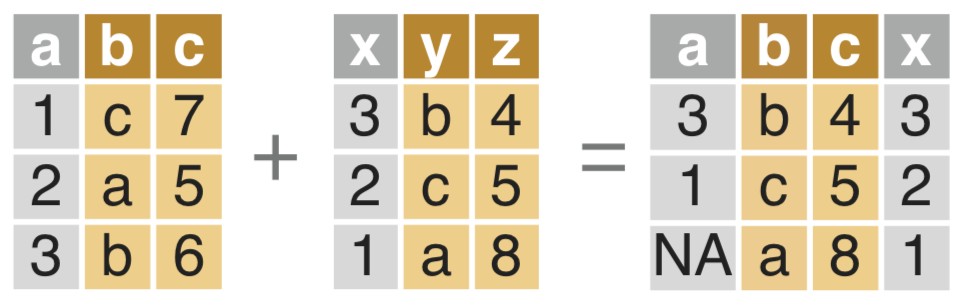 a b c x y z a b c x
1 c 7 3 b 4 3 b 4 3
+ =
2 a 5 2 c 5 1 c 5 2
3 b 6 1 a 8 NA a 8 1